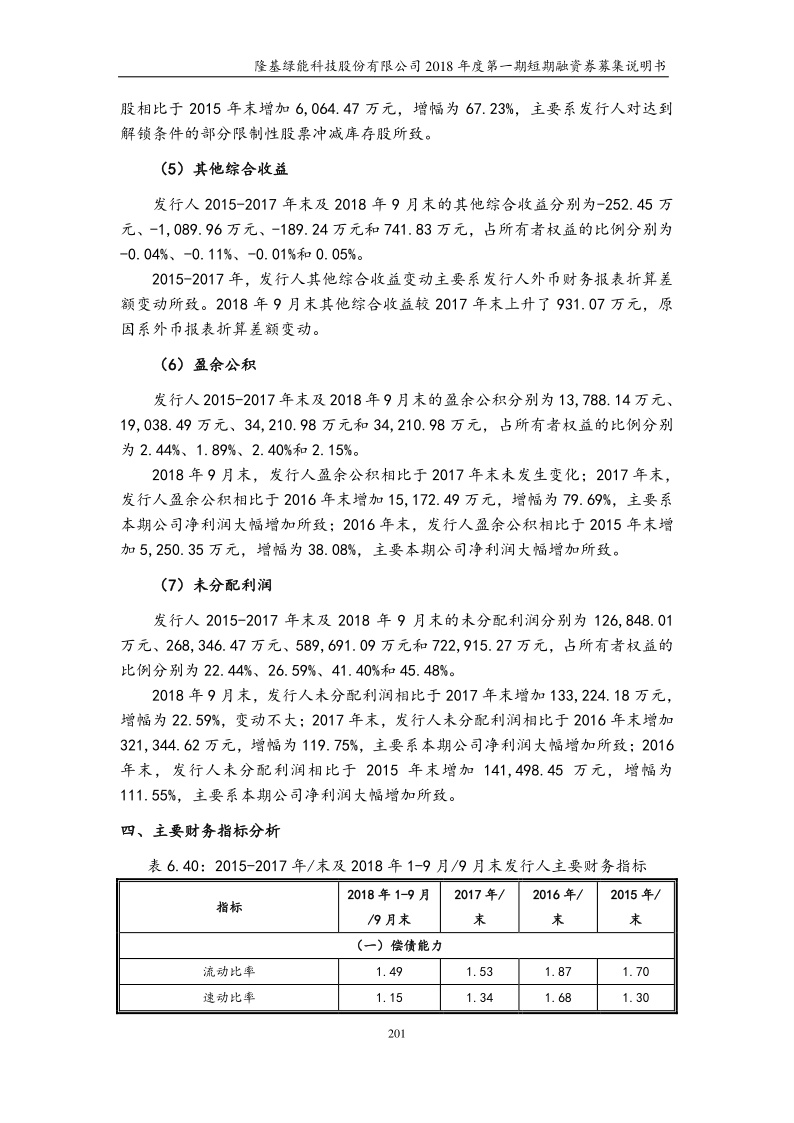 隆基绿能科技股份有限公司 2018 年度第一期短期融资券募集说明书
股相比于 2015 年末增加 6,064.47 万元，增幅为 67.23%，主要系发行人对达到
解锁条件的部分限制性股票冲减库存股所致。
（5）其他综合收益
发行人 2015-2017 年末及 2018 年 9 月末的其他综合收益分别为-252.45 万
元、-1,089.96 万元、-189.24 万元和 741.83 万元，占所有者权益的比例分别为
-0.04%、-0.11%、-0.01%和 0.05%。
2015-2017 年，发行人其他综合收益变动主要系发行人外币财务报表折算差
额变动所致。2018 年 9 月末其他综合收益较 2017 年末上升了 931.07 万元，原
因系外币报表折算差额变动。
（6）盈余公积
发行人 2015-2017 年末及 2018 年 9 月末的盈余公积分别为 13,788.14 万元、
19,038.49 万元、34,210.98 万元和 34,210.98 万元，占所有者权益的比例分别
为 2.44%、1.89%、2.40%和 2.15%。
2018 年 9 月末，发行人盈余公积相比于 2017 年末未发生变化；2017 年末，
发行人盈余公积相比于 2016 年末增加 15,172.49 万元，增幅为 79.69%，主要系
本期公司净利润大幅增加所致；2016 年末，发行人盈余公积相比于 2015 年末增
加 5,250.35 万元，增幅为 38.08%，主要本期公司净利润大幅增加所致。
（7）未分配利润
发行人 2015-2017 年末及 2018 年 9 月末的未分配利润分别为 126,848.01
万元、268,346.47 万元、589,691.09 万元和 722,915.27 万元，占所有者权益的
比例分别为 22.44%、26.59%、41.40%和 45.48%。
2018 年 9 月末，发行人未分配利润相比于 2017 年末增加 133,224.18 万元，
增幅为 22.59%，变动不大；2017 年末，发行人未分配利润相比于 2016 年末增加
321,344.62 万元，增幅为 119.75%，主要系本期公司净利润大幅增加所致；2016
年末，发行人未分配利润相比于 2015 年末增加 141,498.45 万元，增幅为
111.55%，主要系本期公司净利润大幅增加所致。
四、主要财务指标分析
表 6.40：2015-2017 年/末及 2018 年 1-9 月/9 月末发行人主要财务指标
指标 2018 年 1-9 月 2017 年/ 2016 年/ 2015 年/
/9 月末 末 末 末
（一）偿债能力
流动比率 1.49 1.53 1.87 1.70
速动比率 1.15 1.34 1.68 1.30
201